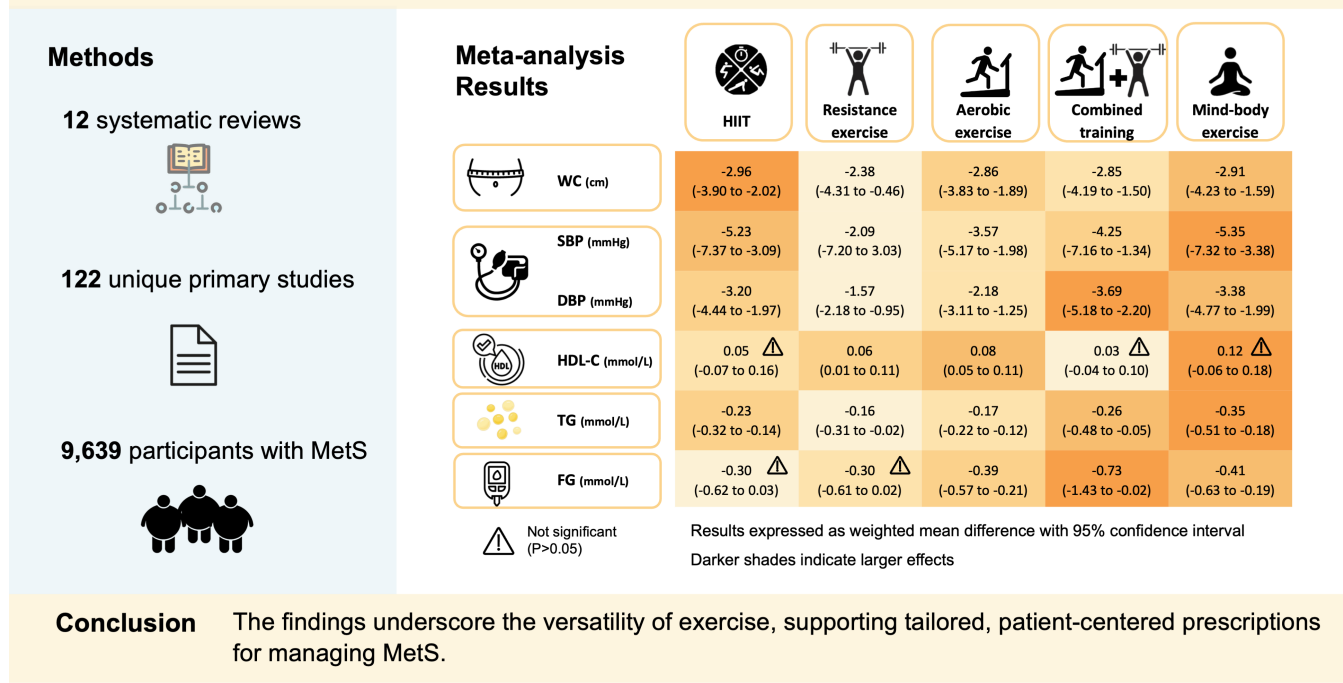 Methods
12 systematic reviews
122 unique primary studies
9,639 participants with MetS
Meta-analysis
Results
HIIT
Resistance
exercise
Aerobic
exercise
Combined
training
Mind-body
exercise
WC (cm)
-2.96
(-3.90 to -2.02)
-2.38
(-4.31 to -0.46)
-2.86
(-3.83 to -1.89)
-2.85
(-4.19 to -1.50)
-2.91
(-4.23 to -1.59)
SBP (mmHg)
-5.23
(-7.37 to -3.09)
-2.09
(-7.20 to 3.03)
-3.57
(-5.17 to -1.98)
-4.25
(-7.16 to -1.34)
-5.35
(-7.32 to -3.38)
DBP (mmHg)
-3.20
(-4.44 to -1.97)
-1.57
(-2.18 to -0.95)
-2.18
(-3.11 to -1.25)
-3.69
(-5.18 to -2.20)
-3.38
(-4.77 to -1.99)
HDL
HDL-C (mmol/L)
0.05
(-0.07 to 0.16)
0.06
(0.01 to 0.11)
0.08
(0.05 to 0.11)
0.03
(-0.04 to 0.10)
0.12
(-0.06 to 0.18)
TG (mmol/L)
-0.23
(-0.32 to -0.14)
-0.16
(-0.31 to -0.02)
-0.17
(-0.22 to -0.12)
-0.26
(-0.48 to -0.05)
-0.35
(-0.51 to -0.18)
FG (mmol/L)
-0.30
(-0.62 to 0.03)
-0.30
(-0.61 to 0.02)
-0.39
(-0.57 to -0.21)
-0.73
(-1.43 to -0.02)
-0.41
(-0.63 to -0.19)
Not significant
(P>0.05)
Results expressed as weighted mean difference with 95% confidence interval
Darker shades indicate larger effects
Conclusion
The findings underscore the versatility of exercise, supporting tailored, patient-centered prescriptions
for managing MetS.